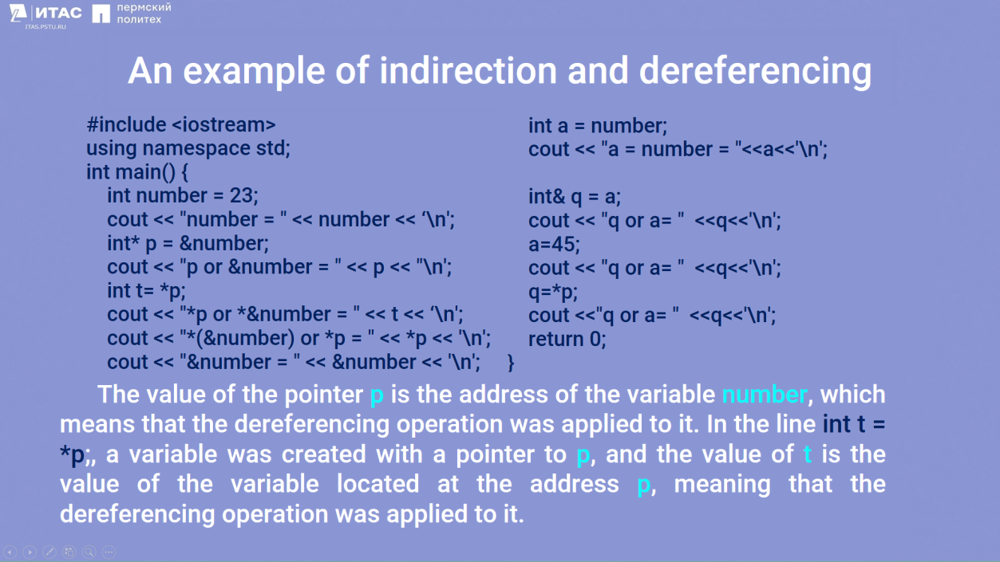 ИТАС
ITAS.PSTU.RU
пермский
политех
An example of indirection and dereferencing
#include <iostream>
using namespace std;
int main() {
int number = 23;
cout << "number = " << number << ‘\n';
int* p = &number;
cout << "p or &number = " << p << "\n';
int t= *p;
cout << "*p or *&number = " << t << ‘\n';
cout << "*(&number) or *p = " << *p << '\n';
cout << "&number = " << &number << '\n';
int a = number;
cout << "a = number = "<<a<<'\n';
int& q = a;
cout << "q or a= "  <<q<<'\n';
a=45;
cout << "q or a= "  <<q<<'\n';
q=*p;
cout <<"q or a= "  <<q<<'\n';
return 0;
}
The value of the pointer p is the address of the variable number, which
means that the dereferencing operation was applied to it. In the line int t =
*p;, a variable was created with a pointer to p, and the value of t is the
value of the variable located at the address p, meaning that the
dereferencing operation was applied to it.